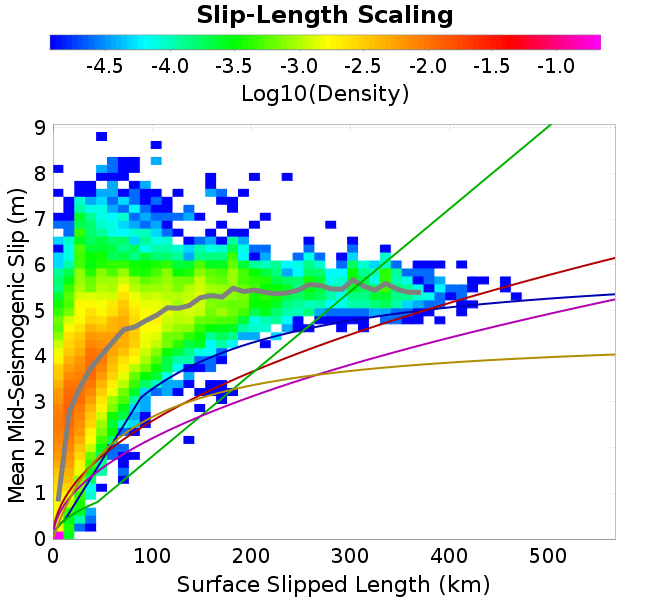 Slip-Length Scaling
-4.5 -4.0 -3.5 -3.0 -2.5 -2.0 -1.5 -1.0
Log10(Density)
Mean Mid-Seismogenic Slip (m)
9
8
7
6
5
4
3
2
1
0
0 100 200 300 400 500
Surface Slipped Length (km)